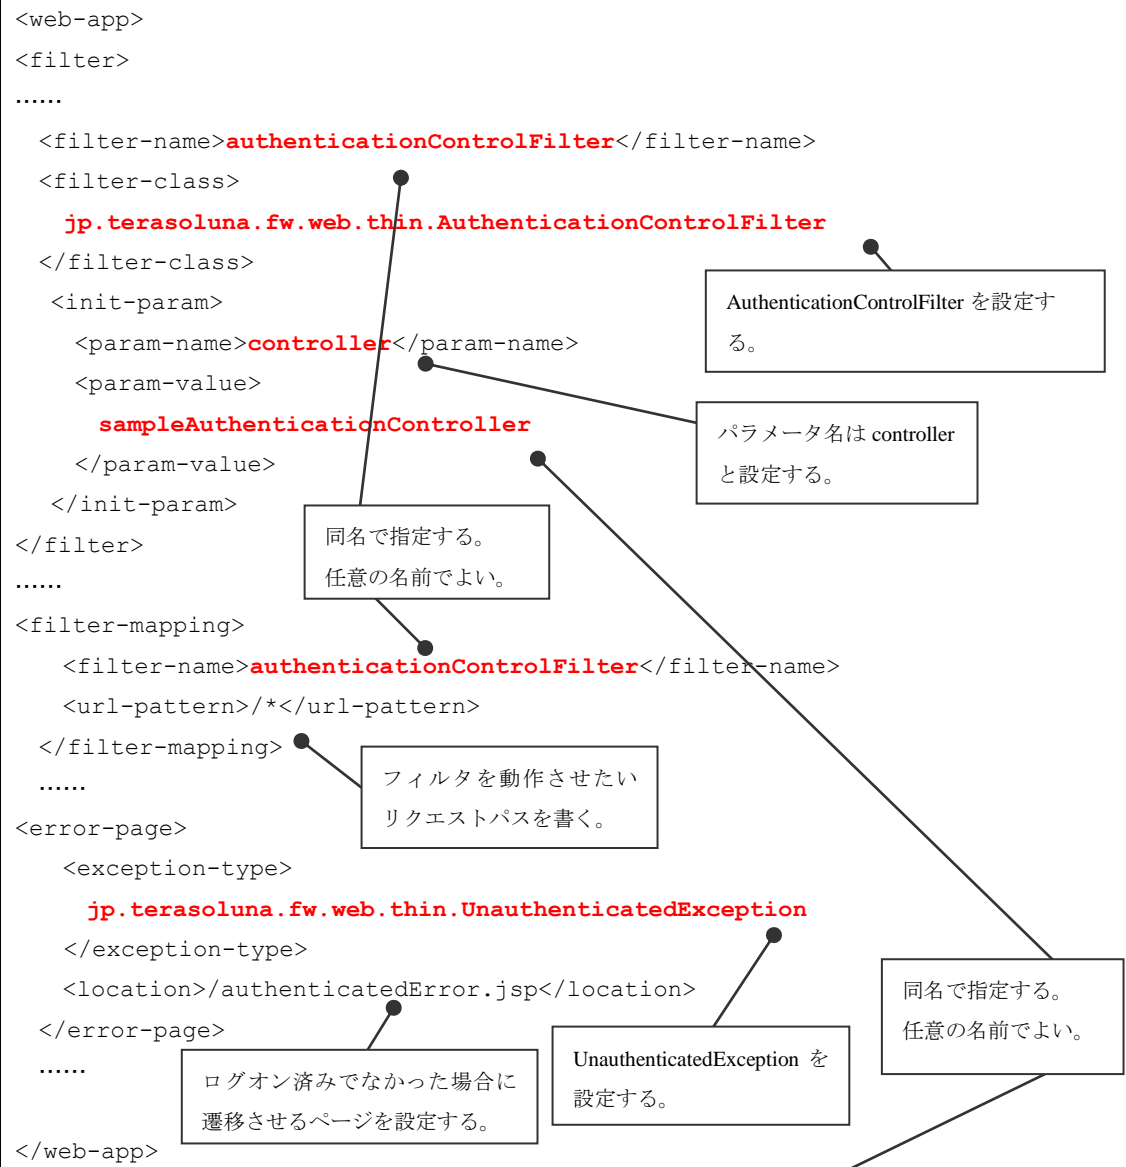 <web-app>
<filter>
……
<filter-name>authenticationControlFilter</filter-name>
<filter-class>
jp.terasoluna.fw.web.thin.AuthenticationControlFilter
</filter-class>
AuthenticationControlFilter を設定す
る。
<init-param>
<param-name>controller</param-name>
<param-value>
sampleAuthenticationController
パラメータ名は controller
と設定する。
</param-value>
</init-param>
</filter>
同名で指定する。
任意の名前でよい。
……
<filter-mapping>
<filter-name>authenticationControlFilter</filter-name>
<url-pattern>/*</url-pattern>
</filter-mapping>
フィルタを動作させたい
リクエストパスを書く。
……
<error-page>
<exception-type>
jp.terasoluna.fw.web.thin.UnauthenticatedException
</exception-type>
<location>/authenticatedError.jsp</location>
同名で指定する。
任意の名前でよい。
</error-page>
UnauthenticatedException を
設定する。
……
ログオン済みでなかった場合に
遷移させるページを設定する。
</web-app>